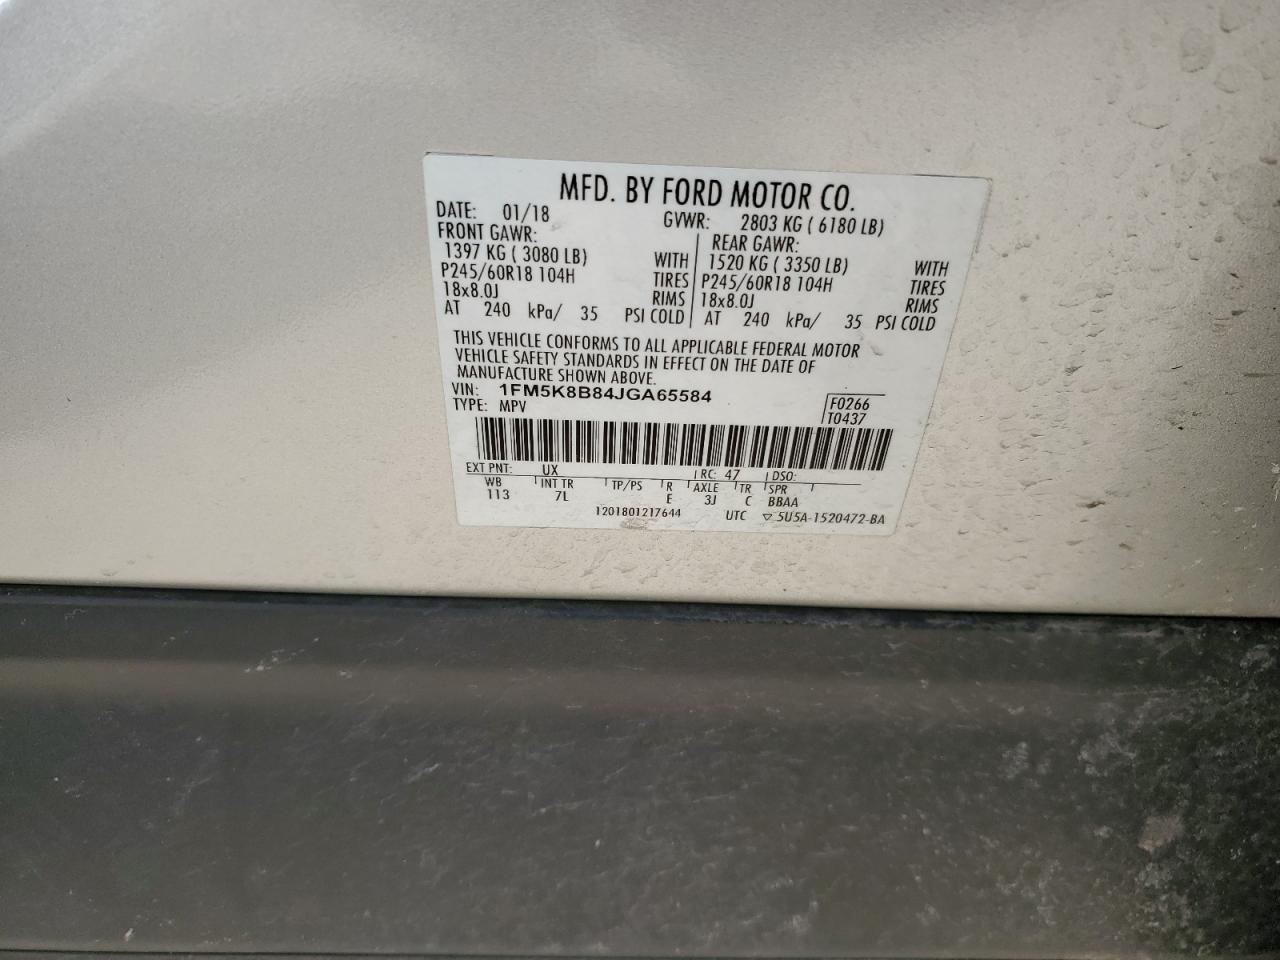 MFD. BY FORD MOTOR CO.
DATE: 01/18 GVWR: 2803 KG ( 6180 LB)
FRONT GAWR: REAR GAWR:
1397 KG ( 3080 LB) WITH 1520 KG ( 3350 LB) WITH
P245/60R18 104H TIRES P245/60R18 104H TIRES
18x8.0J RIMS 18x8.0J RIMS
AT 240 kPa/ 35 PSI COLD AT 240 kPa/ 35 PSI COLD
THIS VEHICLE CONFORMS TO ALL APPLICABLE FEDERAL MOTOR
VEHICLE SAFETY STANDARDS IN EFFECT ON THE DATE OF
MANUFACTURE SHOWN ABOVE.
VIN: 1FM5K8B84JGA65584
TYPE: MPV
F0266
T0437
EXT PNT: UX RC: 47 DSO:
WB INT TR TP/PS R AXLE TR SPR
113 7L E 3J C BBAA
1201801217644 UTC ▽ 5U5A-1520472-BA